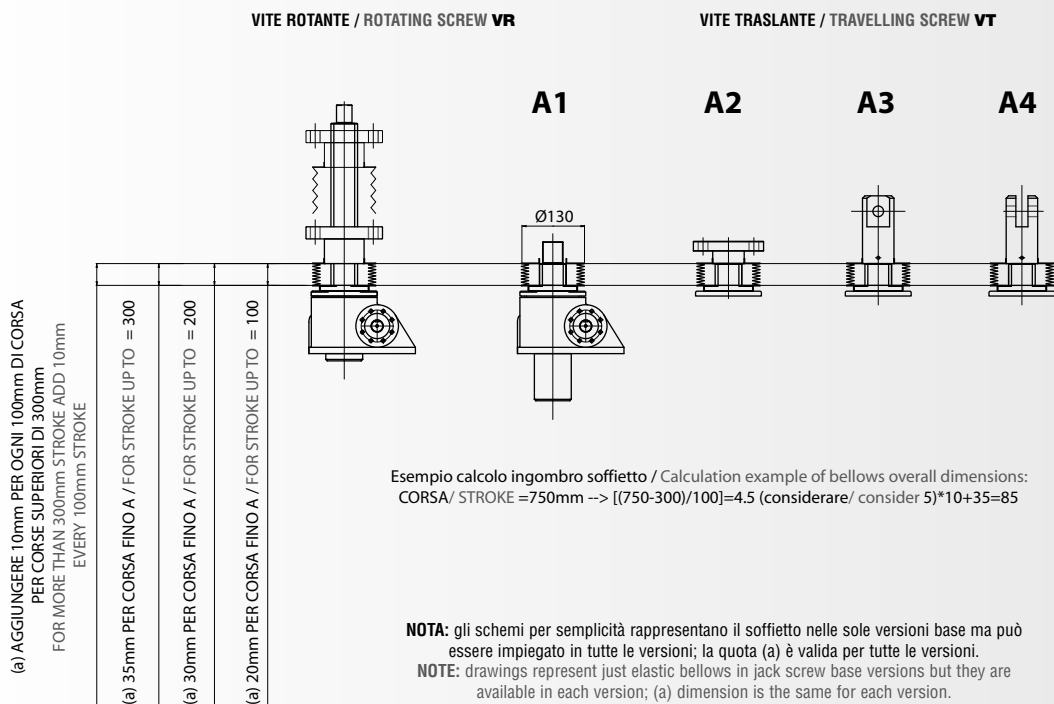 VITE ROTANTE / ROTATING SCREW VR
VITE TRASLANTE / TRAVELLING SCREW VT
A1
A2
A3
A4
Ø130
(a) AGGIUNGERE 10mm PER OGNI 100mm DI CORSA
PER CORSE SUPERIORI DI 300mm
FOR MORE THAN 300mm STROKE ADD 10mm
EVERY 100mm STROKE
(a) 35mm PER CORSA FINO A / FOR STROKE UP TO = 300
(a) 30mm PER CORSA FINO A / FOR STROKE UP TO = 200
(a) 20mm PER CORSA FINO A / FOR STROKE UP TO = 100
Esempio calcolo ingombro soffietto / Calculation example of bellows overall dimensions:
CORSA/ STROKE =750mm --> [(750-300)/100]=4.5 (considerare/ consider 5)*10+35=85
NOTA: gli schemi per semplicità rappresentano il soffietto nelle sole versioni base ma può
essere impiegato in tutte le versioni; la quota (a) è valida per tutte le versioni.
NOTE: drawings represent just elastic bellows in jack screw base versions but they are
available in each version; (a) dimension is the same for each version.